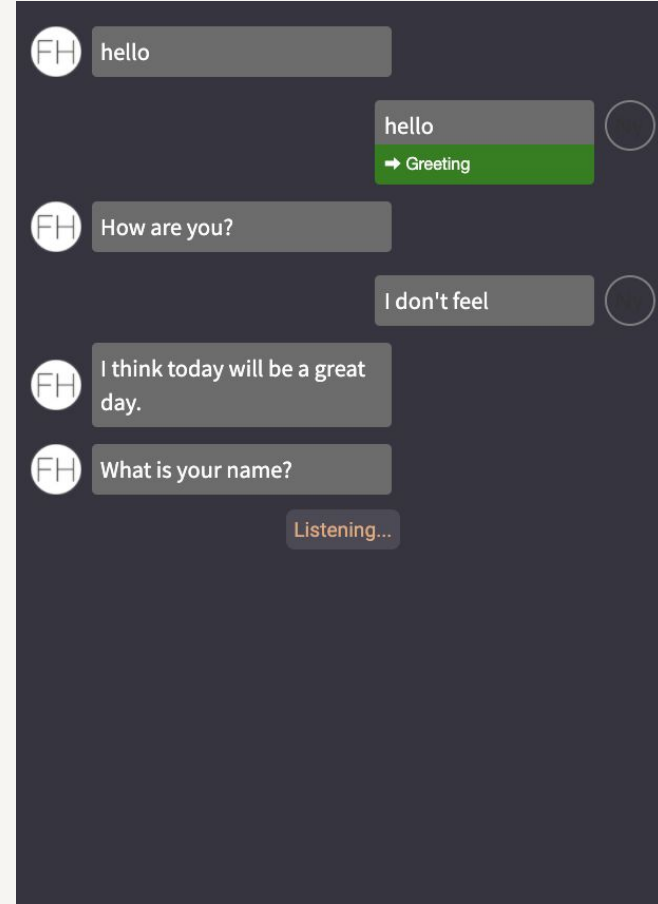 FH
hello
hello
➡ Greeting
FH
How are you?
I don't feel
FH
I think today will be a great
day.
FH
What is your name?
Listening...